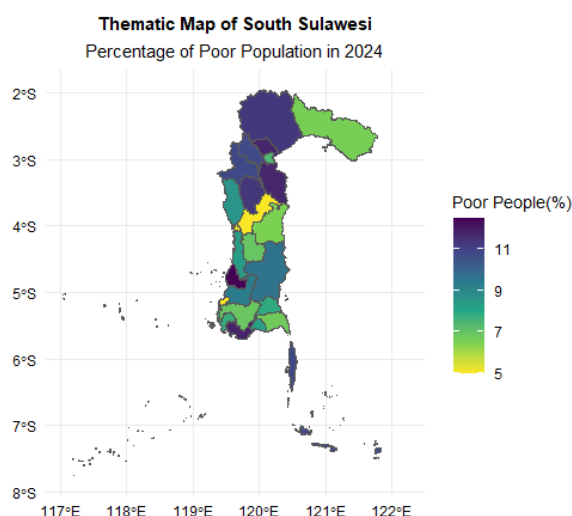 Thematic Map of South Sulawesi
Percentage of Poor Population in 2024
2°S
3°S
4°S
5°S
6°S
7°S
8°S
117°E 118°E 119°E 120°E 121°E 122°E
Poor People(%)
11
9
7
5